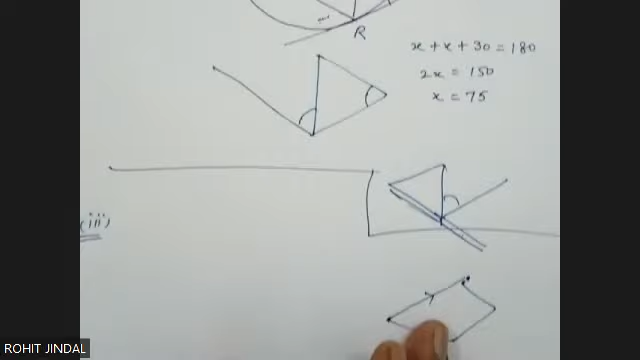 R
x + x + 30 = 180
2x = 150
x = 75
(iii)
ROHIT JINDAL